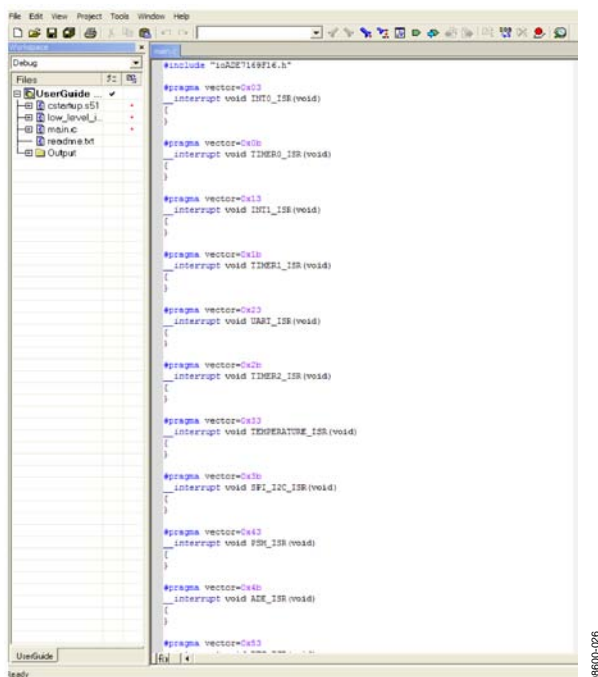 File Edit View Project Tools Window Help
Workspace
Debug
Files
UserGuide ...
cstartup.s51
low_level_i...
main.c
readme.txt
Output
UserGuide
Ready
main.c
#include "ioADE7169F16.h"
#pragma vector=0x03
__interrupt void INT0_ISR(void)
{
}
#pragma vector=0x0b
__interrupt void TIMER0_ISR(void)
{
}
#pragma vector=0x13
__interrupt void INT1_ISR(void)
{
}
#pragma vector=0x1b
__interrupt void TIMER1_ISR(void)
{
}
#pragma vector=0x23
__interrupt void UART_ISR(void)
{
}
#pragma vector=0x2b
__interrupt void TIMER2_ISR(void)
{
}
#pragma vector=0x33
__interrupt void TEMPERATURE_ISR(void)
{
}
#pragma vector=0x3b
__interrupt void SPI_I2C_ISR(void)
{
}
#pragma vector=0x43
__interrupt void PSM_ISR(void)
{
}
#pragma vector=0x4b
__interrupt void ADE_ISR(void)
{
}
#pragma vector=0x53
08600-026